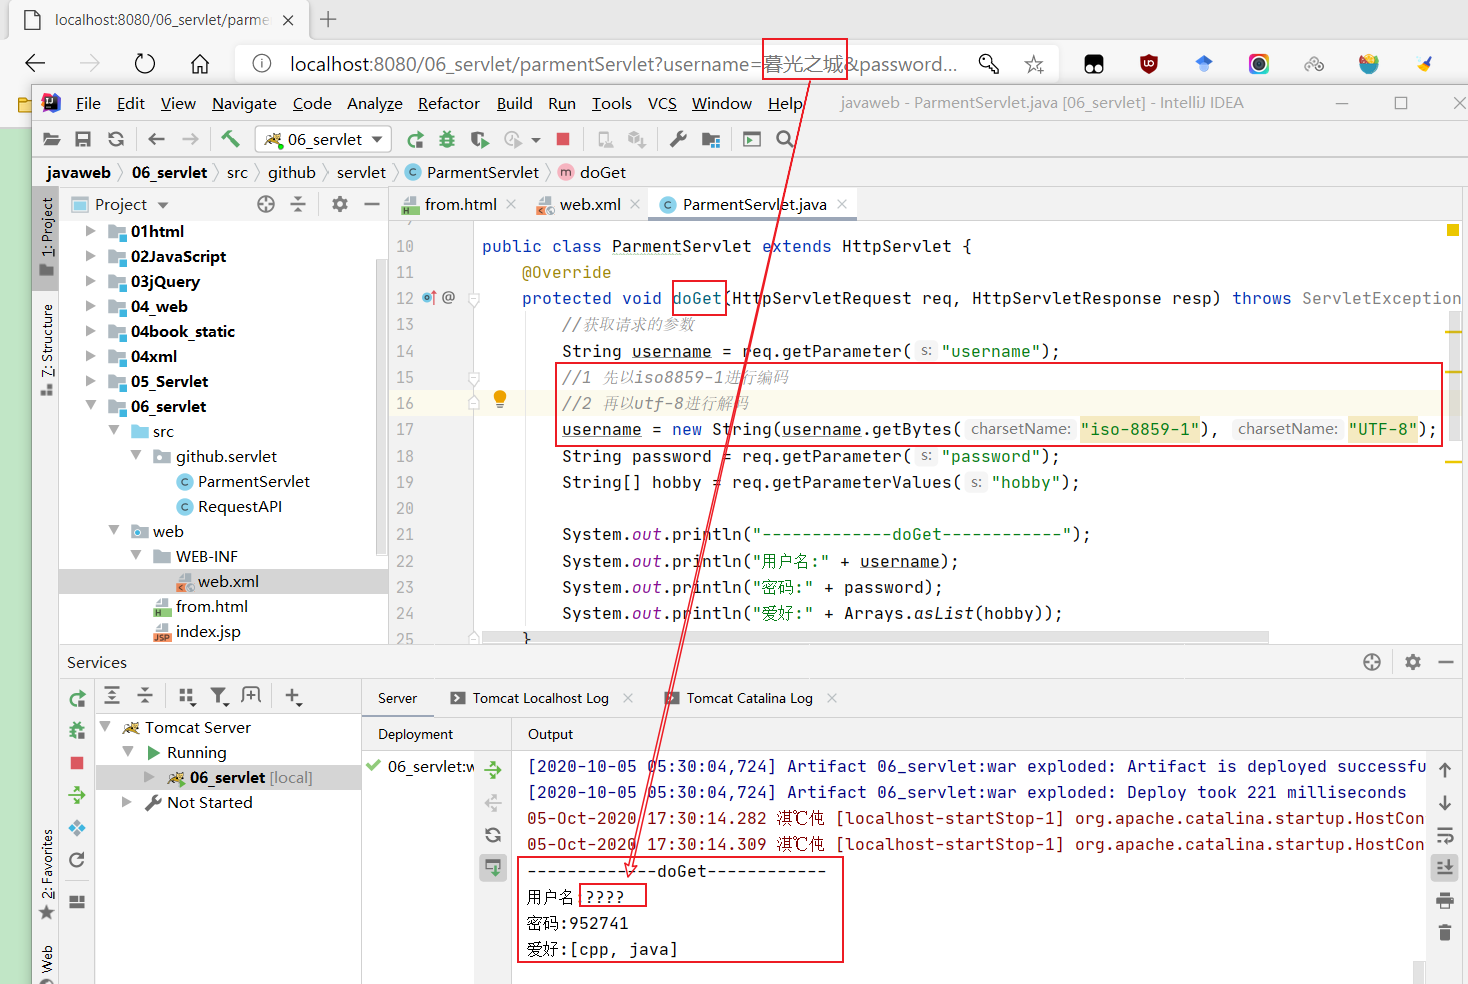 localhost:8080/06_servlet/parme
localhost:8080/06_servlet/parmentServlet?username=暮光之城&password...
File Edit View Navigate Code Analyze Refactor Build Run Tools VCS Window Help javaweb - ParmentServlet.java [06_servlet] - IntelliJ IDEA
06_servlet
javaweb 06_servlet src github servlet ParmentServlet doGet
1: Project
7: Structure
2: Favorites
Web
Project
01html
02JavaScript
03jQuery
04_web
04book_static
04xml
05_Servlet
06_servlet
src
github.servlet
ParmentServlet
RequestAPI
web
WEB-INF
web.xml
from.html
index.jsp
from.html web.xml ParmentServlet.java
10 public class ParmentServlet extends HttpServlet {
11 @Override
12 protected void doGet(HttpServletRequest req, HttpServletResponse resp) throws ServletException
13 //获取请求的参数
14 String username = req.getParameter( s: "username");
15 //1 先以iso8859-1进行编码
16 //2 再以utf-8进行解码
17 username = new String(username.getBytes( charsetName: "iso-8859-1"), charsetName: "UTF-8");
18 String password = req.getParameter( s: "password");
19 String[] hobby = req.getParameterValues( s: "hobby");
20
21 System.out.println("-------------doGet------------");
22 System.out.println("用户名:" + username);
23 System.out.println("密码:" + password);
24 System.out.println("爱好:" + Arrays.asList(hobby));
25 }
Services
Tomcat Server
Running
06_servlet [local]
Not Started
Server Tomcat Localhost Log Tomcat Catalina Log
Deployment Output
06_servlet:w
[2020-10-05 05:30:04,724] Artifact 06_servlet:war exploded: Artifact is deployed successfu
[2020-10-05 05:30:04,724] Artifact 06_servlet:war exploded: Deploy took 221 milliseconds
05-Oct-2020 17:30:14.282 淇℃伅 [localhost-startStop-1] org.apache.catalina.startup.HostCon
05-Oct-2020 17:30:14.309 淇℃伅 [localhost-startStop-1] org.apache.catalina.startup.HostCon
-------------doGet------------
用户名:????
密码:952741
爱好:[cpp, java]